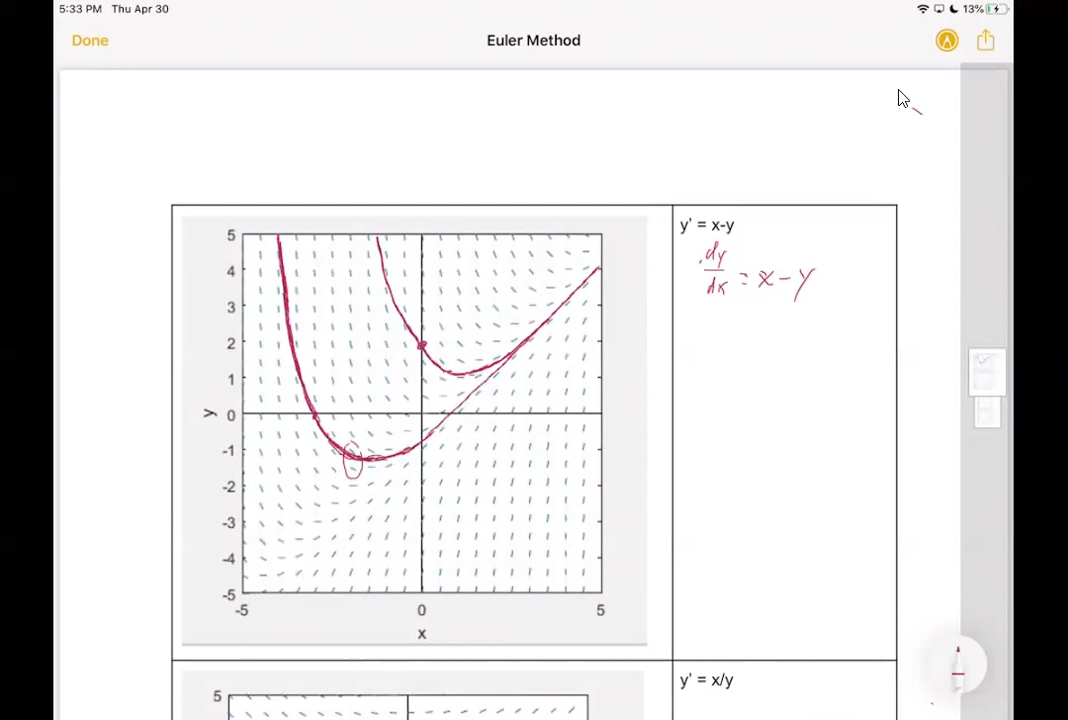 5:33 PM Thu Apr 30
13%
Done
Euler Method
y' = x-y
dy/dx = x - y
5
4
3
2
1
0
-1
-2
-3
-4
-5
y
-5
0
5
x
5
y' = x/y